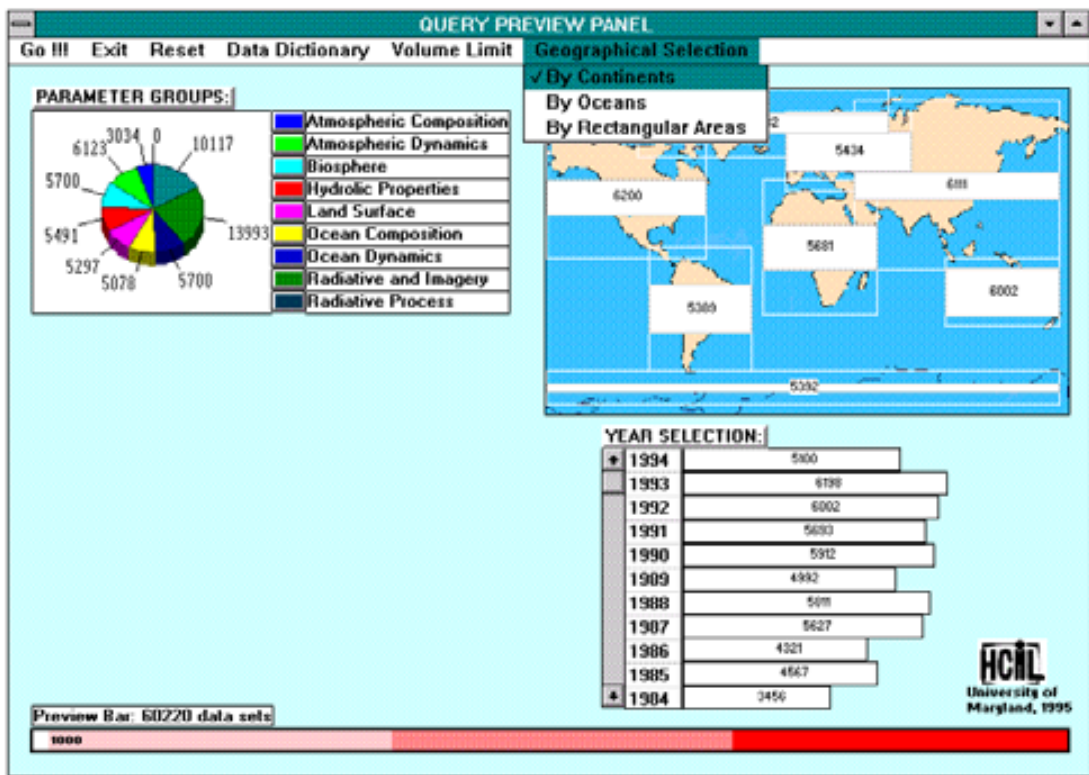 QUERY PREVIEW PANEL
Go !!! Exit Reset Data Dictionary Volume Limit Geographical Selection
✓By Continents
By Oceans
By Rectangular Areas
PARAMETER GROUPS:
3034 0
6123 10117
5700
5491 13993
5297
5078 5700
Atmospheric Composition
Atmospheric Dynamics
Biosphere
Hydrolic Properties
Land Surface
Ocean Composition
Ocean Dynamics
Radiative and Imagery
Radiative Process
5434
6200
6111
5681
6002
5389
5392
YEAR SELECTION:
1994 5100
1993 6198
1992 6002
1991 5693
1990 5912
1989 4992
1988 5811
1987 5627
1986 4321
1985 4567
1984 3456
HCIL
University of
Maryland, 1995
Preview Bar: 60220 data sets
1000